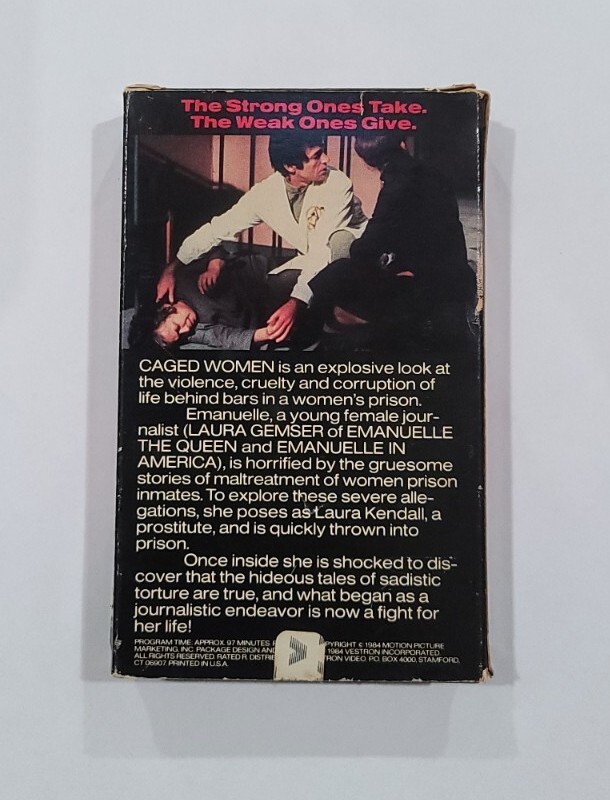 The Strong Ones Take.
The Weak Ones Give.
CAGED WOMEN is an explosive look at
the violence, cruelty and corruption of
life behind bars in a women's prison.
Emanuelle, a young female jour-
nalist (LAURA GEMSER of EMANUELLE
THE QUEEN and EMANUELLE IN
AMERICA), is horrified by the gruesome
stories of maltreatment of women prison
inmates. To explore these severe alle-
gations, she poses as Laura Kendall, a
prostitute, and is quickly thrown into
prison.
Once inside she is shocked to dis-
cover that the hideous tales of sadistic
torture are true, and what began as a
journalistic endeavor is now a fight for
her life!
PROGRAM TIME: APPROX. 97 MINUTES PYRIGHT © 1984 MOTION PICTURE
MARKETING, INC. PACKAGE DESIGN AND 1984 VESTRON INCORPORATED.
ALL RIGHTS RESERVED. RATED R. DISTRIB TRON VIDEO, P.O. BOX 4000, STAMFORD,
CT 06907. PRINTED IN U.S.A.